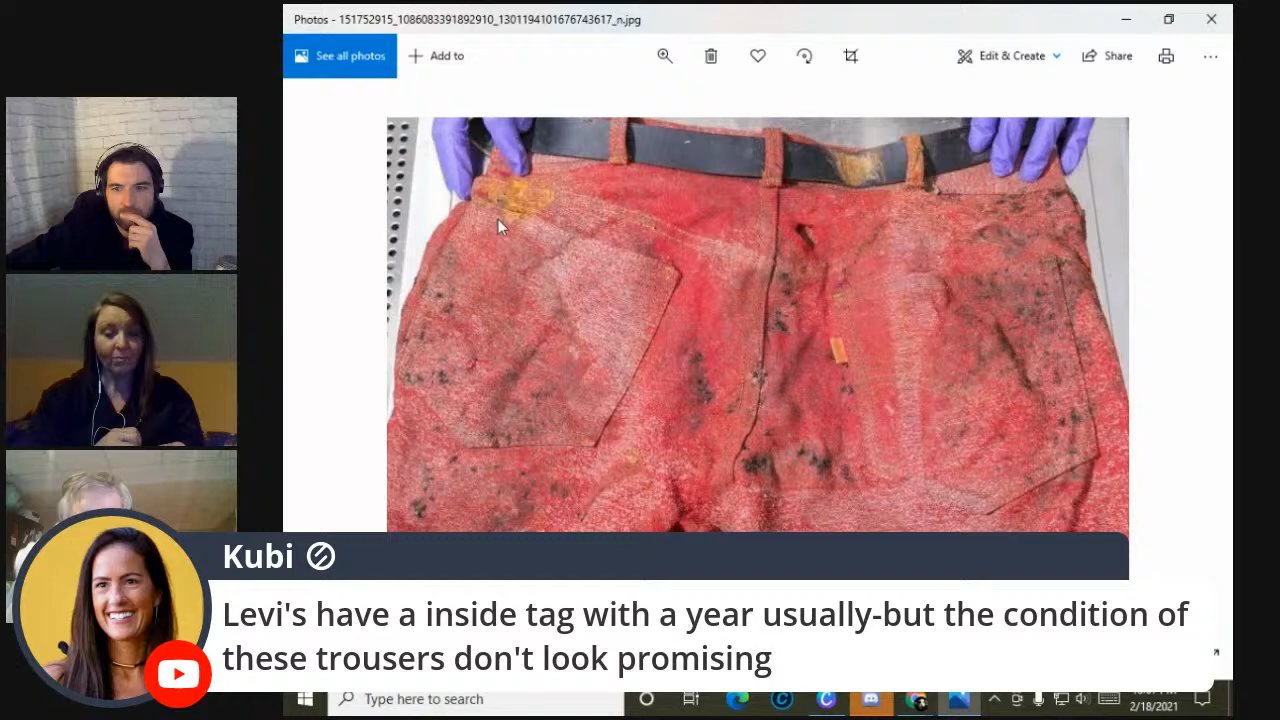 Photos - 151752915_1086083391892910_1301194101676743617_n.jpg
See all photos
Add to
Edit & Create
Share
Kubi
Levi's have a inside tag with a year usually-but the condition of
these trousers don't look promising
Type here to search
2/18/2021